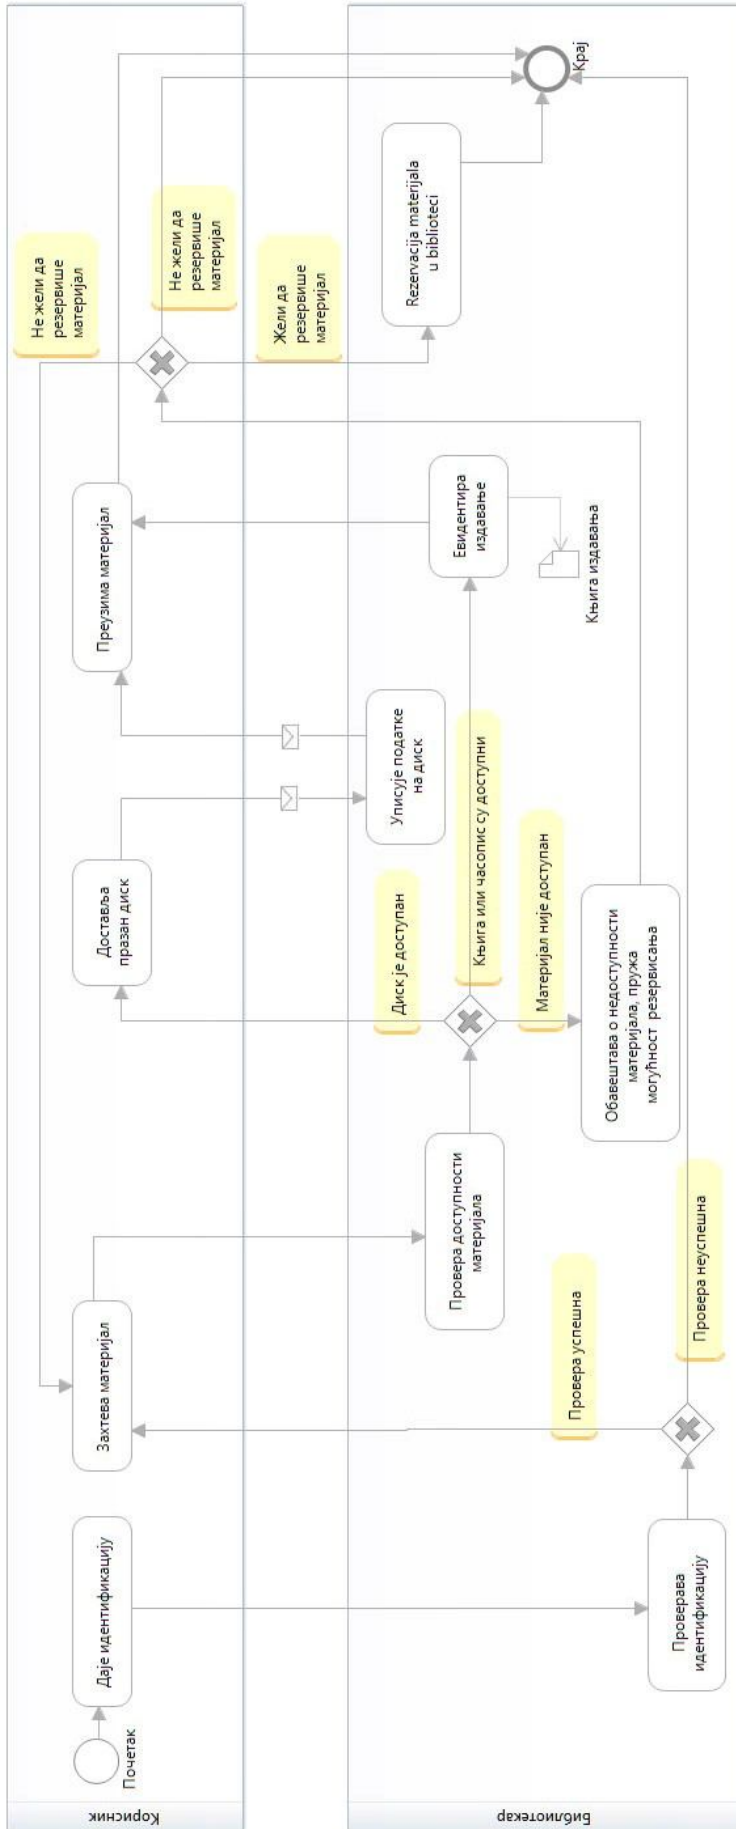 Корисник
Почетак
Даје идентификацију
Захтева материјал
Доставља
празан диск
Преузима материјал
Не жели да
резервише
материјал
Не жели да
резервише
материјал
Жели да
резервише
материјал
Библиотекар
Проверава
идентификацију
Провера успешна
Провера неуспешна
Провера доступности
материјала
Диск је доступан
Књига или часопис су доступни
Материјал није доступан
Обавештава о недоступности
материјала, пружа
могућност резервисања
Уписује податке
на диск
Евидентира
издавање
Књига издавања
Rezervacija materijala
u biblioteci
Крај